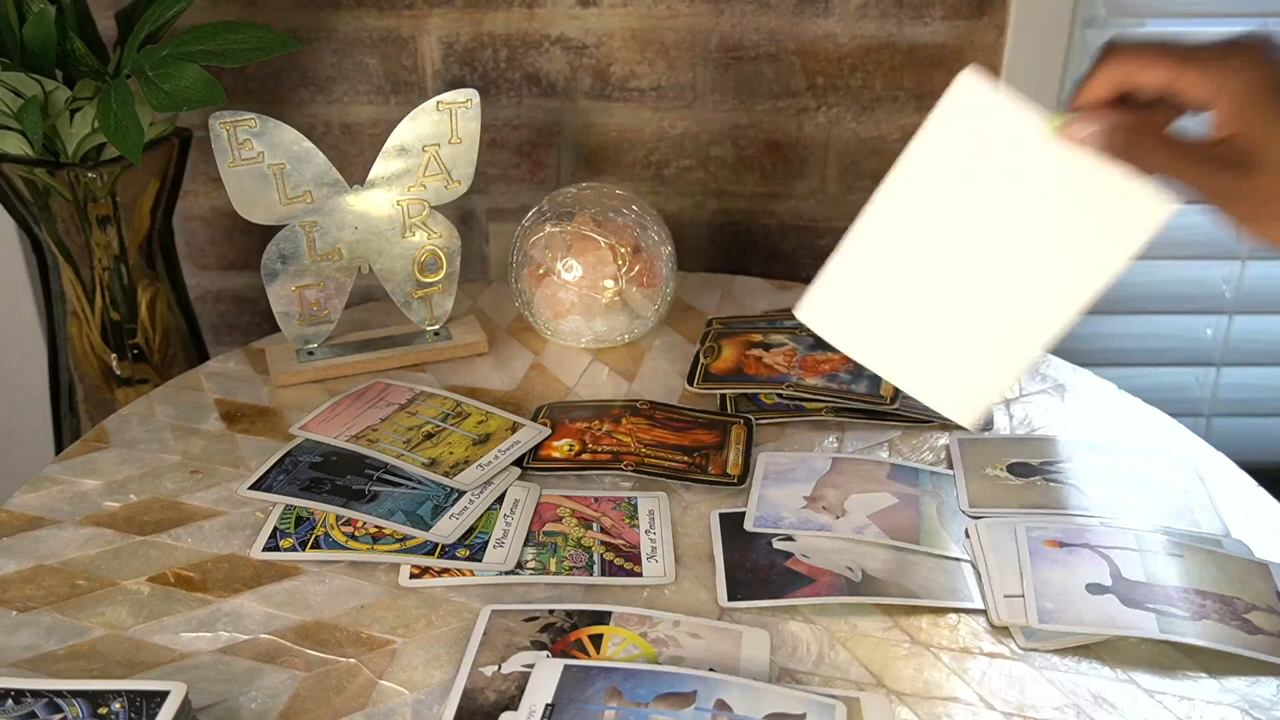 ELLE
TAROT
Five of Swords
Three of Swords
Wheel of Fortune
Nine of Pentacles